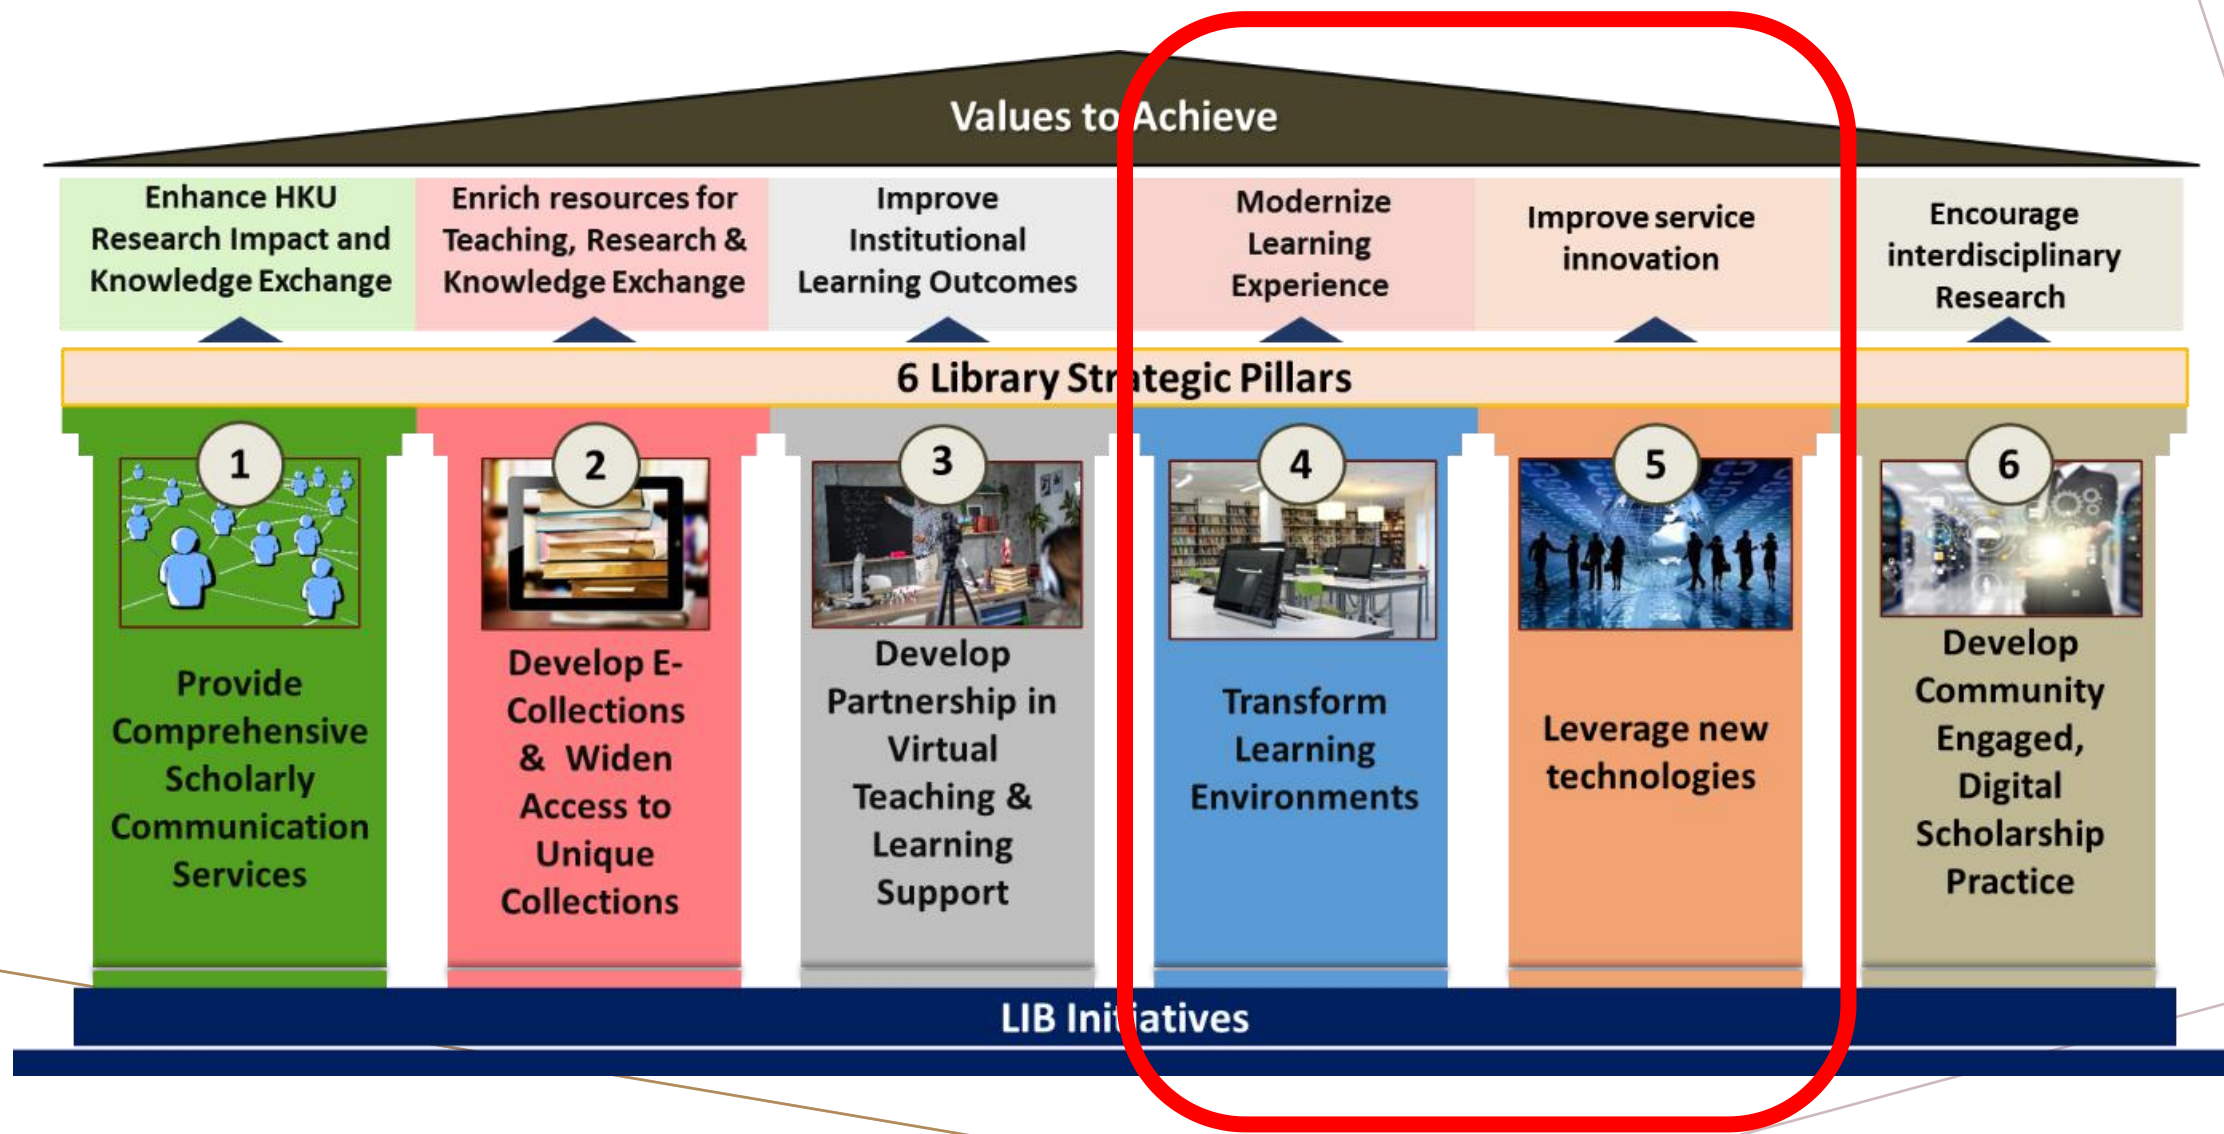 Values to Achieve
Enhance HKU
Research Impact and
Knowledge Exchange
Enrich resources for
Teaching, Research &
Knowledge Exchange
Improve
Institutional
Learning Outcomes
Modernize
Learning
Experience
Improve service
innovation
Encourage
interdisciplinary
Research
6 Library Strategic Pillars
1
Provide
Comprehensive
Scholarly
Communication
Services
2
Develop E-
Collections
& Widen
Access to
Unique
Collections
3
Develop
Partnership in
Virtual
Teaching &
Learning
Support
4
Transform
Learning
Environments
5
Leverage new
technologies
6
Develop
Community
Engaged,
Digital
Scholarship
Practice
LIB Initiatives